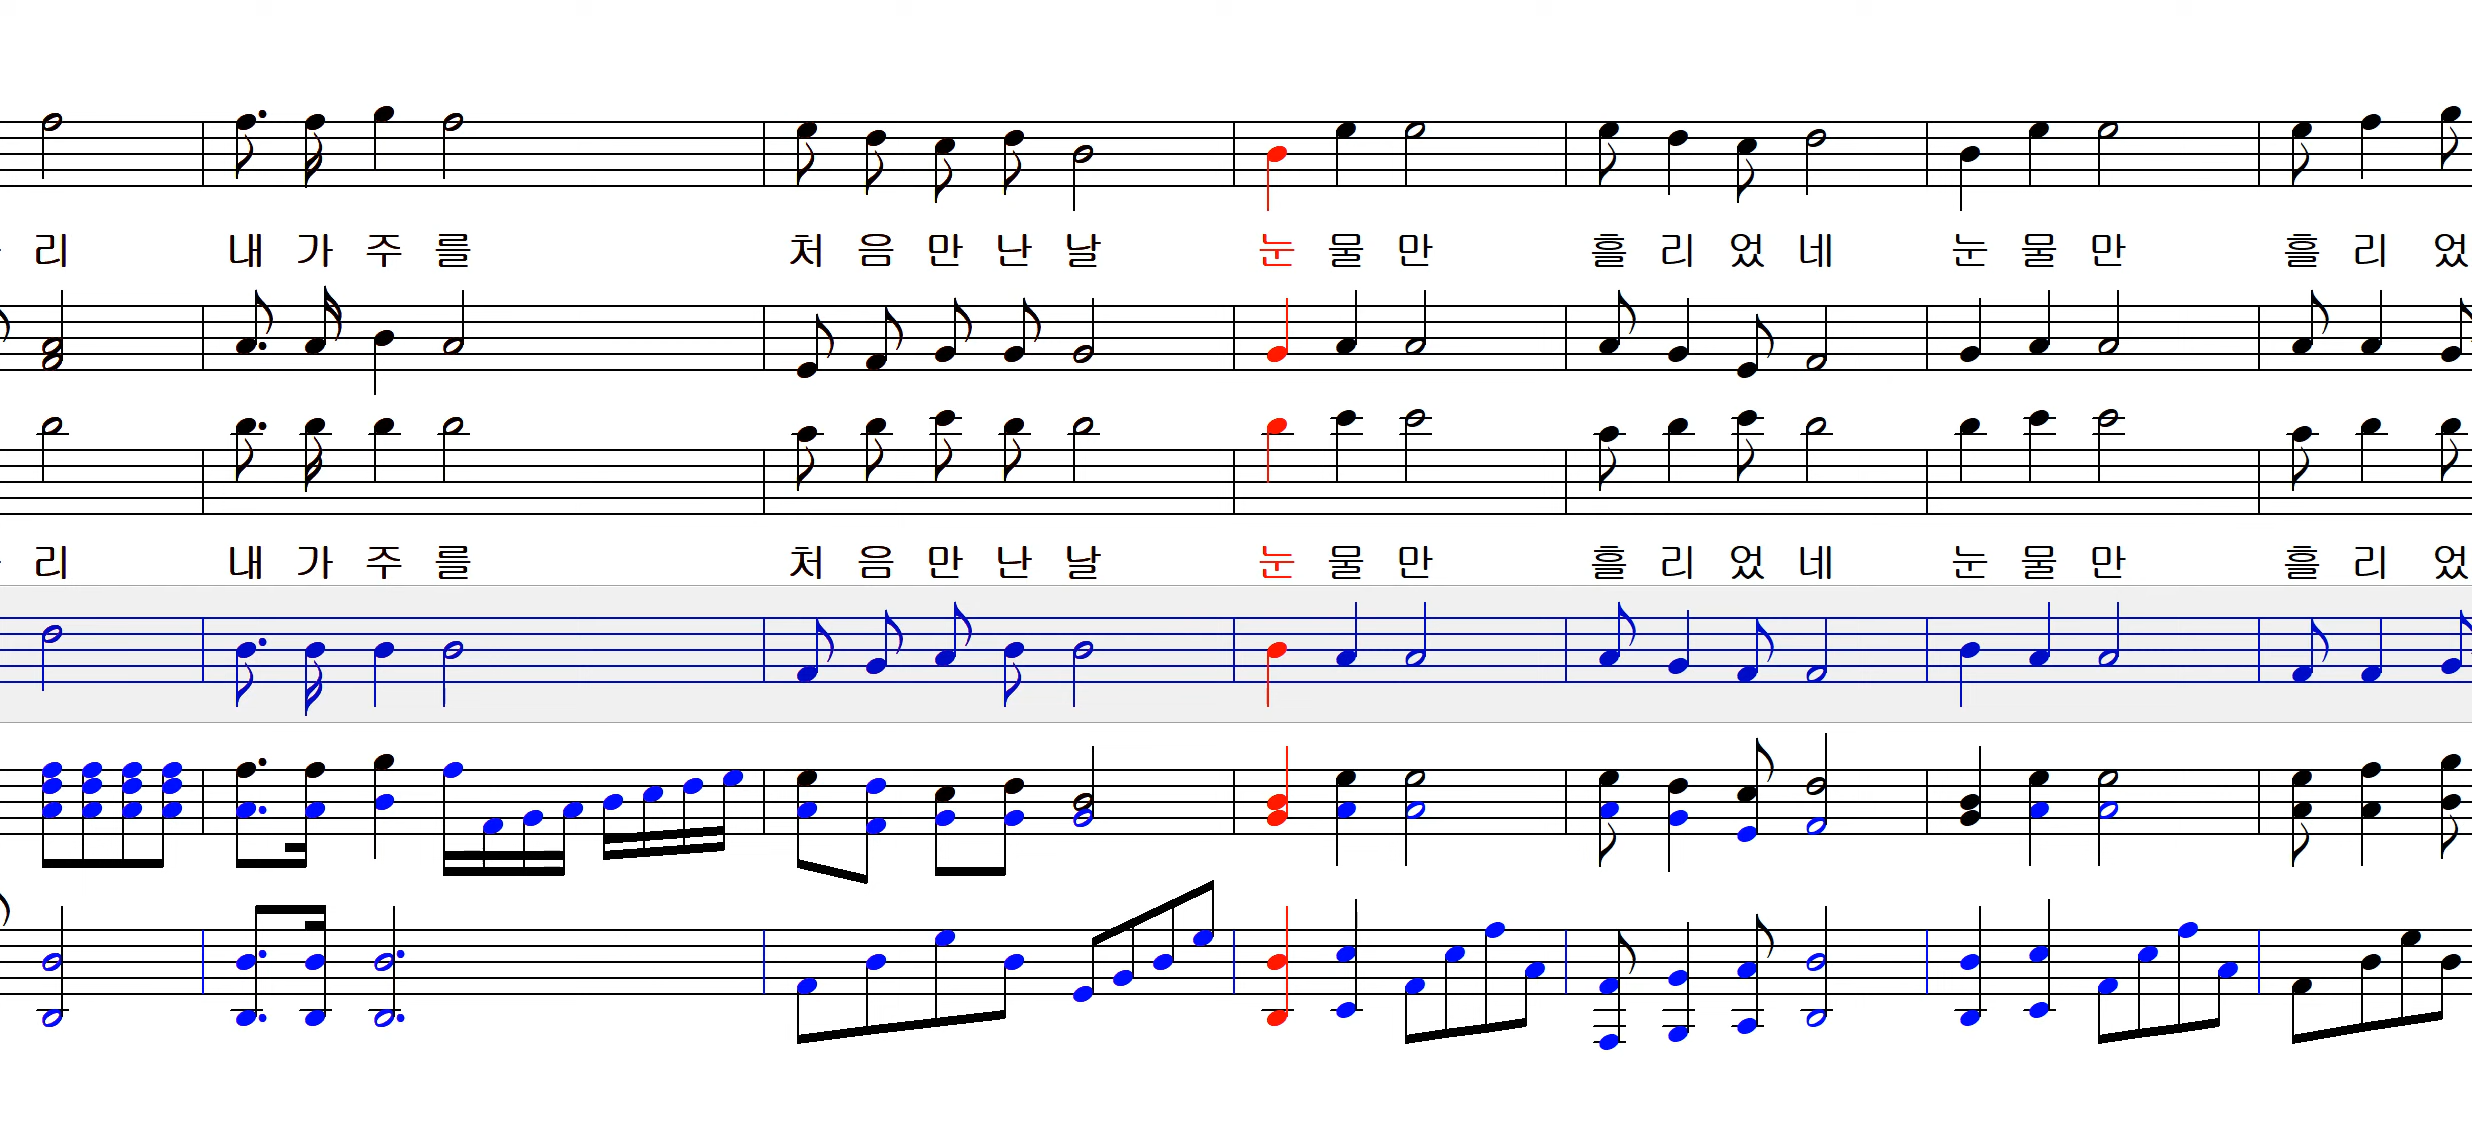 리 내 가 주 를 처 음 만 난 날 눈 물 만 흘 리 었 네 눈 물 만 흘 리 었
리 내 가 주 를 처 음 만 난 날 눈 물 만 흘 리 었 네 눈 물 만 흘 리 었